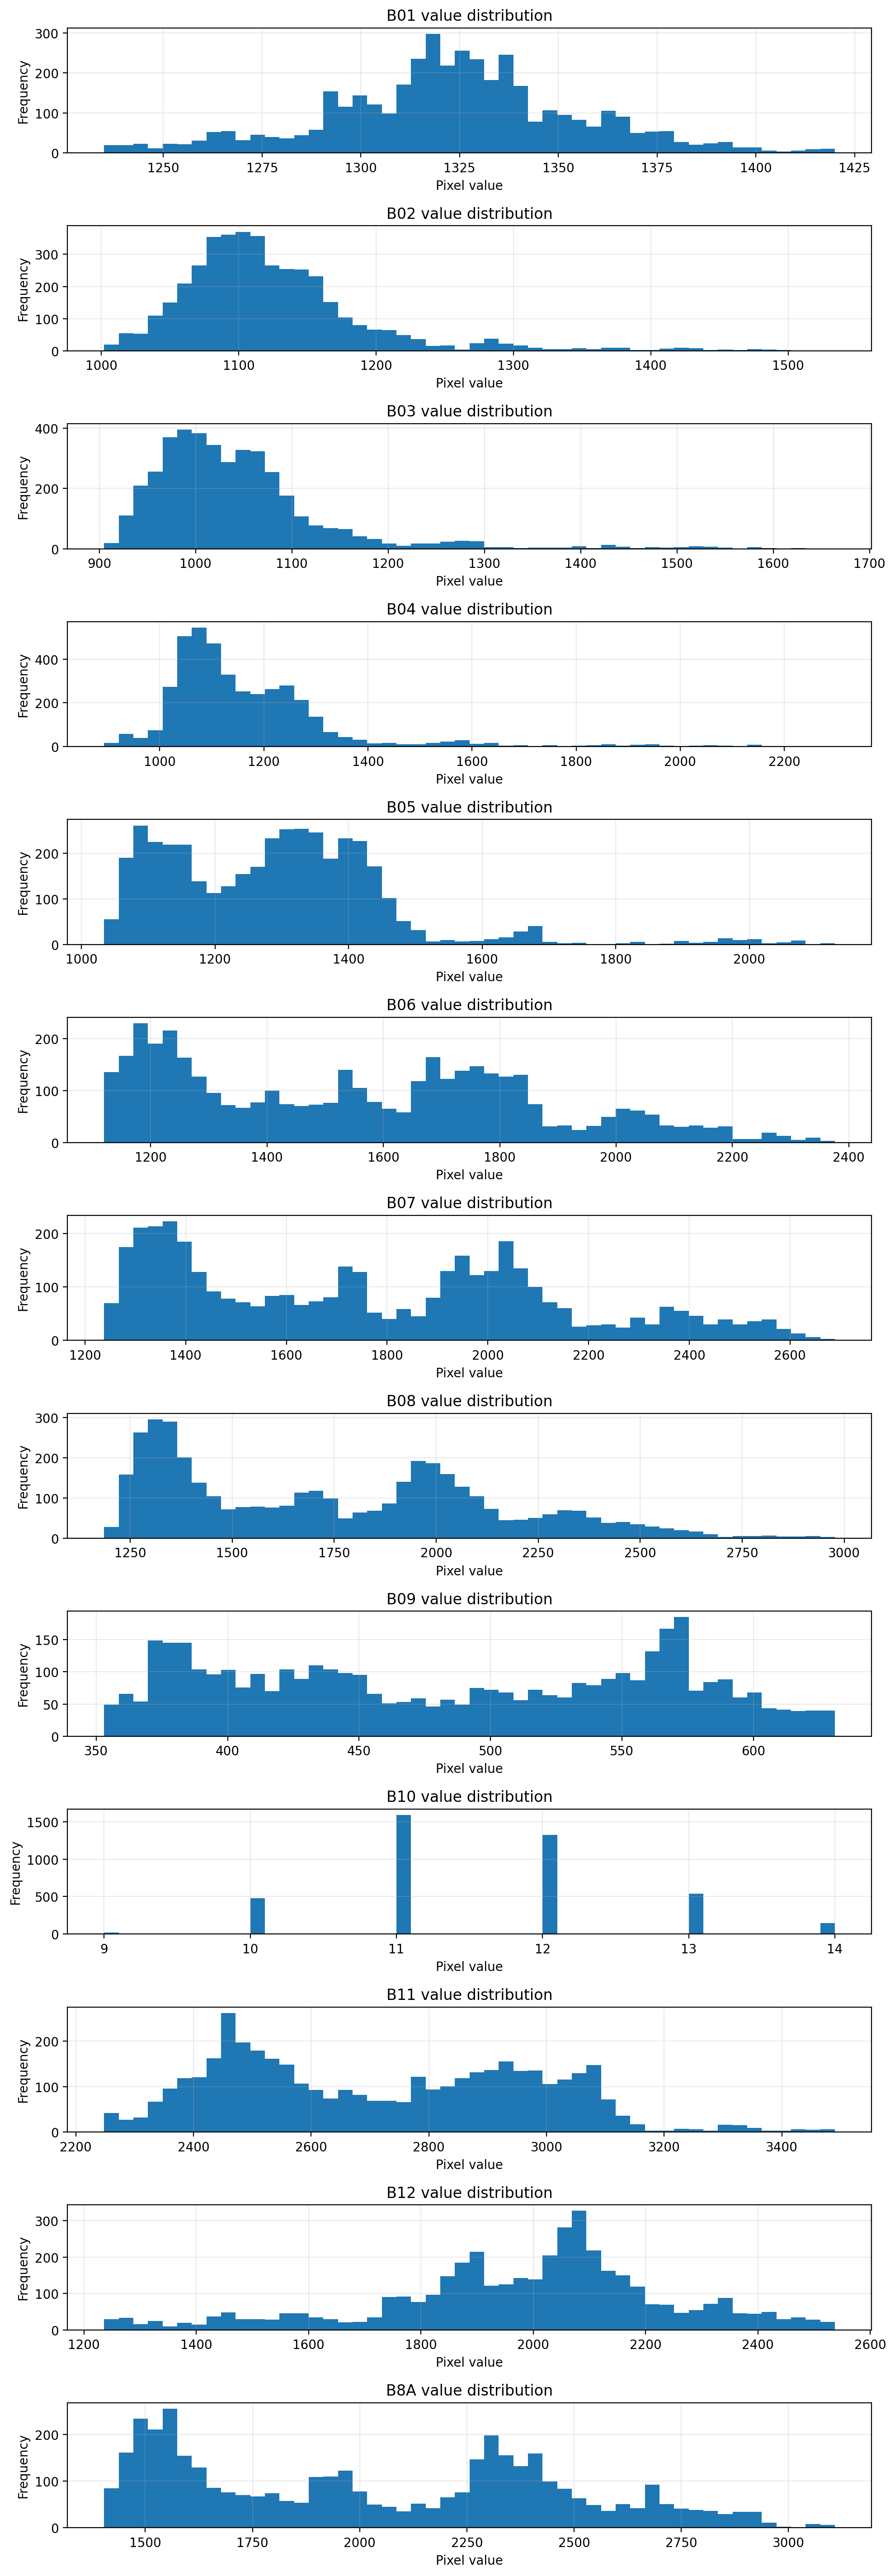 B01 value distribution
Frequency
300
200
100
0
1250 1275 1300 1325 1350 1375 1400 1425
Pixel value
B02 value distribution
Frequency
300
200
100
0
1000 1100 1200 1300 1400 1500
Pixel value
B03 value distribution
Frequency
400
200
0
900 1000 1100 1200 1300 1400 1500 1600 1700
Pixel value
B04 value distribution
Frequency
400
200
0
1000 1200 1400 1600 1800 2000 2200
Pixel value
B05 value distribution
Frequency
200
100
0
1000 1200 1400 1600 1800 2000
Pixel value
B06 value distribution
Frequency
200
100
0
1200 1400 1600 1800 2000 2200 2400
Pixel value
B07 value distribution
Frequency
200
100
0
1200 1400 1600 1800 2000 2200 2400 2600
Pixel value
B08 value distribution
Frequency
300
200
100
0
1250 1500 1750 2000 2250 2500 2750 3000
Pixel value
B09 value distribution
Frequency
150
100
50
0
350 400 450 500 550 600
Pixel value
B10 value distribution
Frequency
1500
1000
500
0
9 10 11 12 13 14
Pixel value
B11 value distribution
Frequency
200
100
0
2200 2400 2600 2800 3000 3200 3400
Pixel value
B12 value distribution
Frequency
300
200
100
0
1200 1400 1600 1800 2000 2200 2400 2600
Pixel value
B8A value distribution
Frequency
200
100
0
1500 1750 2000 2250 2500 2750 3000
Pixel value